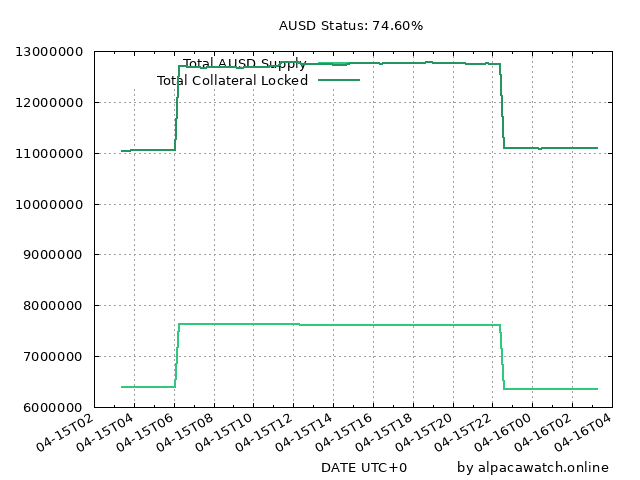 AUSD Status: 74.60%
13000000
Total AUSD Supply
Total Collateral Locked
12000000
11000000
10000000
9000000
8000000
7000000
6000000
04-15T02 04-15T04 04-15T06 04-15T08 04-15T10 04-15T12 04-15T14 04-15T16 04-15T18 04-15T20 04-15T22 04-16T00 04-16T02 04-16T04
DATE UTC+0 by alpacawatch.online